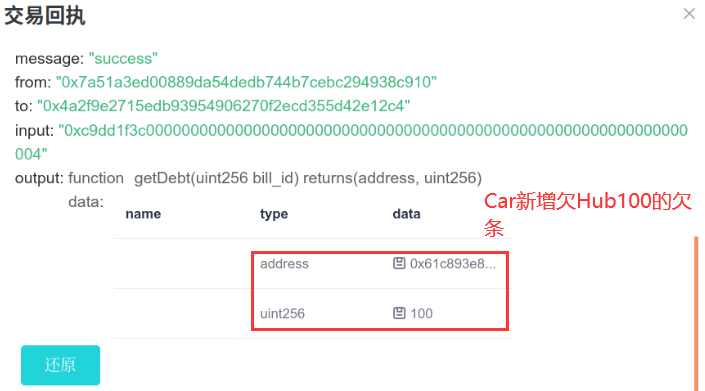 交易回执
message: "success"
from: "0x7a51a3ed00889da54dedb744b7cebc294938c910"
to: "0x4a2f9e2715edb93954906270f2ecd355d42e12c4"
input: "0xc9dd1f3c0000000000000000000000000000000000000000000000000000000000000
004"
output: function getDebt(uint256 bill_id) returns(address, uint256)
data:
name type data
Car新增欠Hub100的欠
条
address 0x61c893e8...
uint256 100
还原